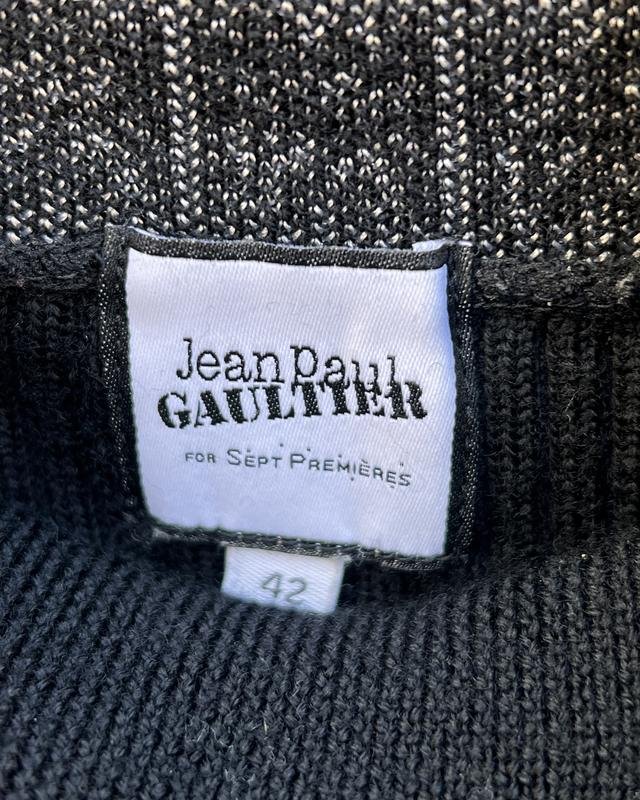 Jean Paul
GAULTIER
FOR SEPT PREMIÈRES
42